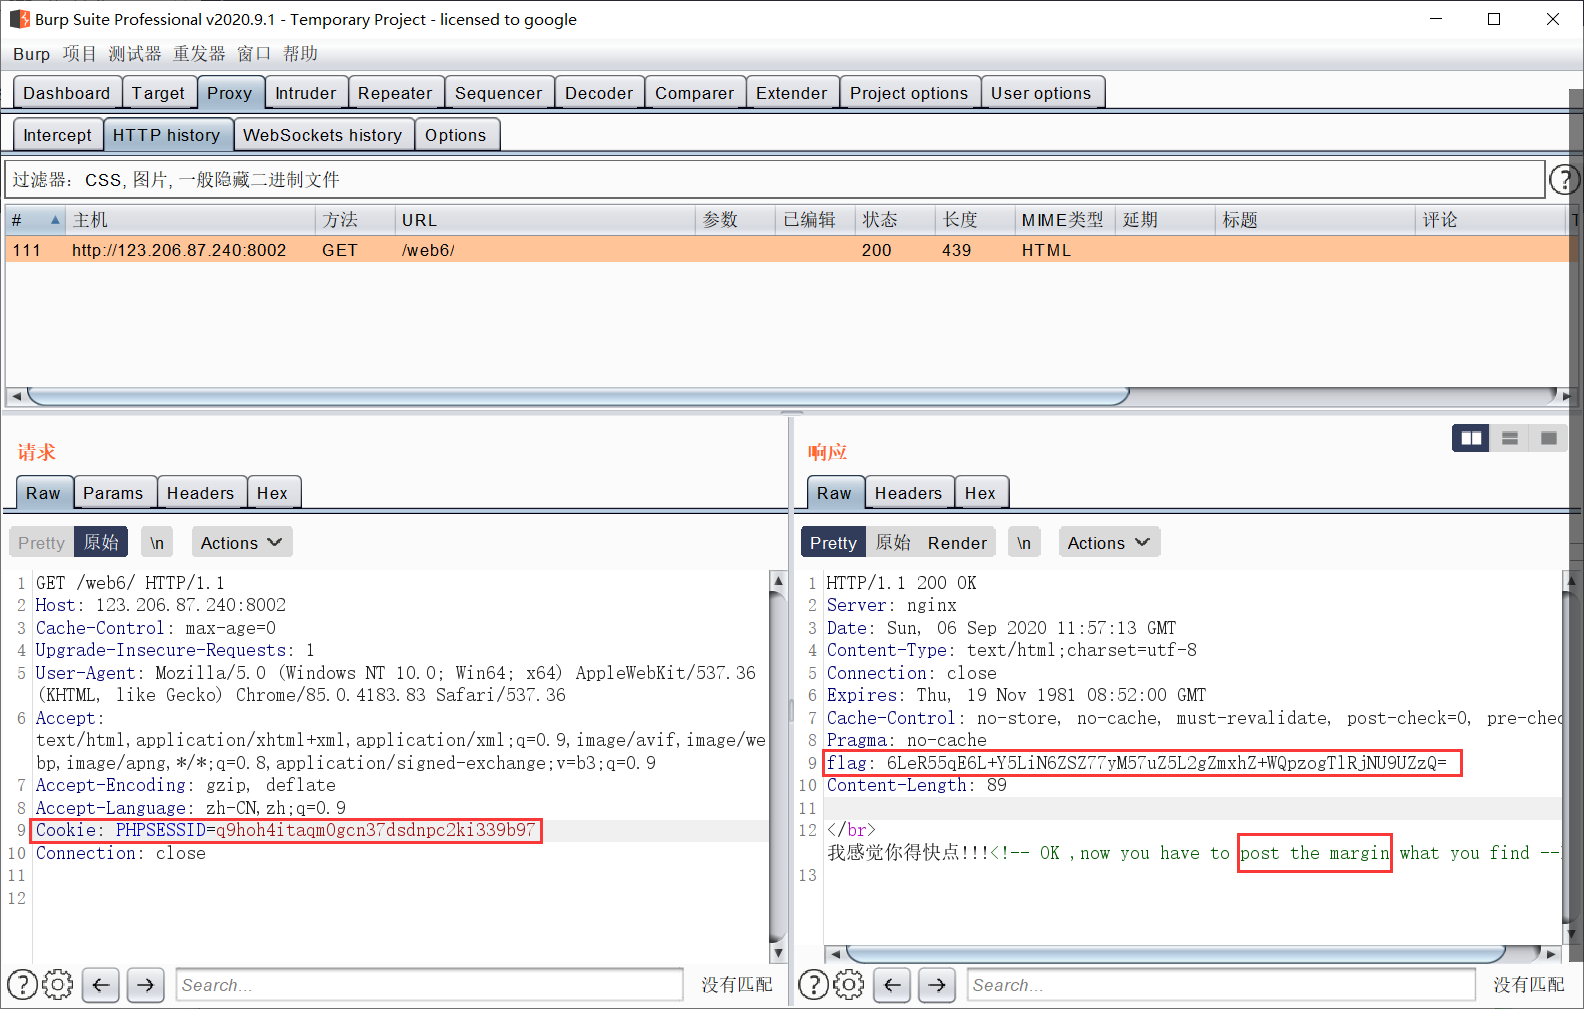 Burp Suite Professional v2020.9.1 - Temporary Project - licensed to google
Burp 项目 测试器 重发器 窗口 帮助
Dashboard Target Proxy Intruder Repeater Sequencer Decoder Comparer Extender Project options User options
Intercept HTTP history WebSockets history Options
过滤器: CSS, 图片, 一般隐藏二进制文件
# 主机 方法 URL 参数 已编辑 状态 长度 MIME类型 延期 标题 评论
111 http://123.206.87.240:8002 GET /web6/ 200 439 HTML
请求
Raw Params Headers Hex
Pretty 原始 \n Actions
1 GET /web6/ HTTP/1.1
2 Host: 123.206.87.240:8002
3 Cache-Control: max-age=0
4 Upgrade-Insecure-Requests: 1
5 User-Agent: Mozilla/5.0 (Windows NT 10.0; Win64; x64) AppleWebKit/537.36
(KHTML, like Gecko) Chrome/85.0.4183.83 Safari/537.36
6 Accept:
text/html,application/xhtml+xml,application/xml;q=0.9,image/avif,image/we
bp,image/apng,*/*;q=0.8,application/signed-exchange;v=b3;q=0.9
7 Accept-Encoding: gzip, deflate
8 Accept-Language: zh-CN,zh;q=0.9
9 Cookie: PHPSESSID=q9hoh4itaqm0gcn37dsdnpc2ki339b97
10 Connection: close
11
12
Search... 没有匹配
响应
Raw Headers Hex
Pretty 原始 Render \n Actions
1 HTTP/1.1 200 OK
2 Server: nginx
3 Date: Sun, 06 Sep 2020 11:57:13 GMT
4 Content-Type: text/html;charset=utf-8
5 Connection: close
6 Expires: Thu, 19 Nov 1981 08:52:00 GMT
7 Cache-Control: no-store, no-cache, must-revalidate, post-check=0, pre-chec
8 Pragma: no-cache
9 flag: 6LeR55qE6L+Y5LiN6ZSZ77yM57uZ5L2gZmxhZ+WQpzogTlRjNU9UZzQ=
10 Content-Length: 89
11
12 </br>
我感觉你得快点!!!<!-- OK ,now you have to post the margin what you find --
13
Search... 没有匹配